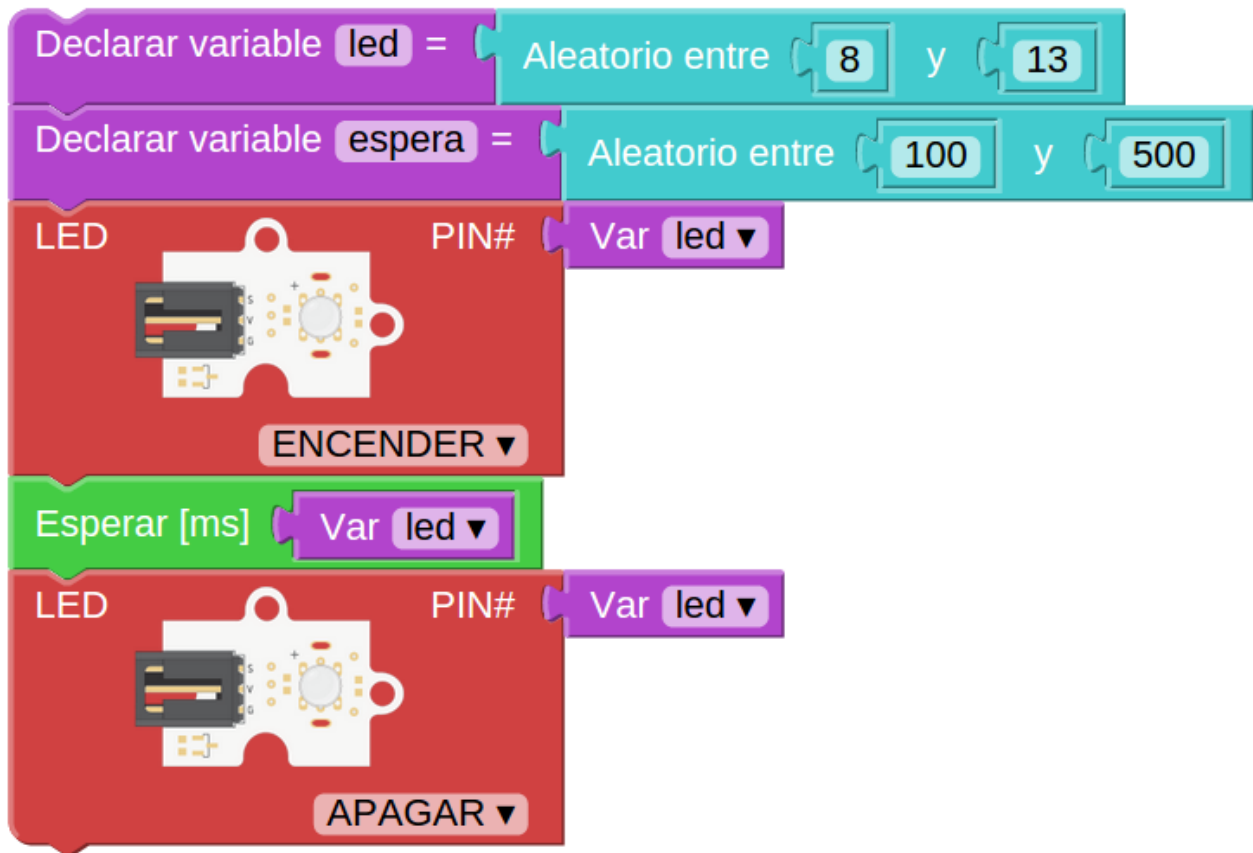 Declarar variable led = Aleatorio entre 8 y 13
Declarar variable espera = Aleatorio entre 100 y 500
LED PIN# Var led ▾
+
S
V
G
ENCENDER ▾
Esperar [ms] Var led ▾
LED PIN# Var led ▾
+
S
V
G
APAGAR ▾